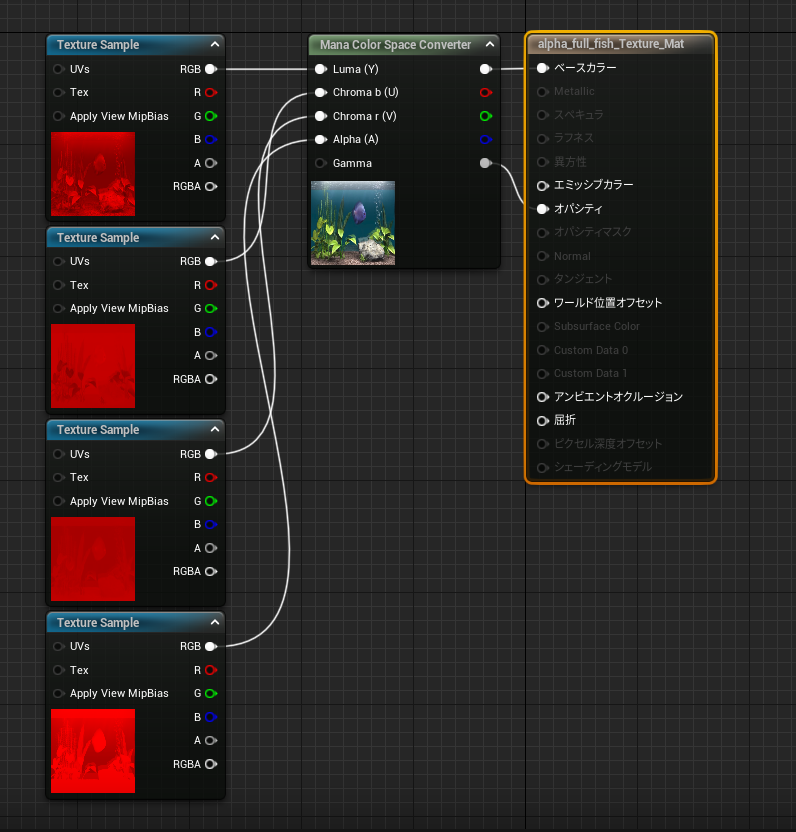 Texture Sample
UVs RGB
Tex R
Apply View MipBias G
B
A
RGBA
Texture Sample
UVs RGB
Tex R
Apply View MipBias G
B
A
RGBA
Texture Sample
UVs RGB
Tex R
Apply View MipBias G
B
A
RGBA
Texture Sample
UVs RGB
Tex R
Apply View MipBias G
B
A
RGBA
Mana Color Space Converter
Luma (Y)
Chroma b (U)
Chroma r (V)
Alpha (A)
Gamma
alpha_full_fish_Texture_Mat
ベースカラー
Metallic
スペキュラ
ラフネス
異方性
エミッシブカラー
オパシティ
オパシティマスク
Normal
タンジェント
ワールド位置オフセット
Subsurface Color
Custom Data 0
Custom Data 1
アンビエントオクルージョン
屈折
ピクセル深度オフセット
シェーディングモデル